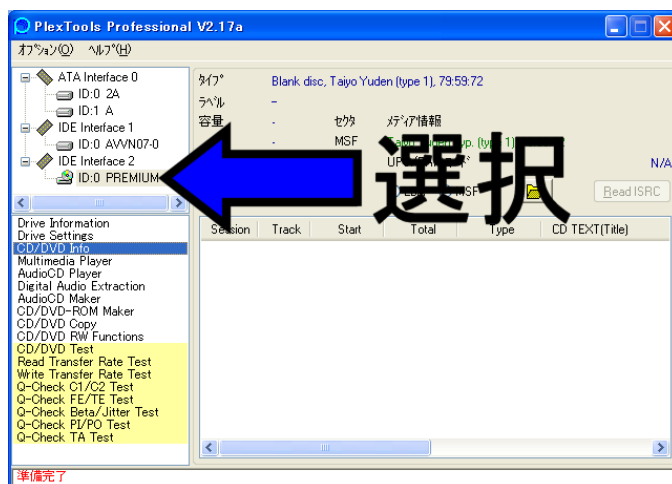 PlexTools Professional V2.17a
オプション(O) ヘルプ(H)
ATA Interface 0
ID:0 2A
ID:1 A
IDE Interface 1
ID:0 AVVN07-0
IDE Interface 2
ID:0 PREMIUM
タイプ Blank disc, Taiyo Yuden (type 1), 79:59:72
ラベル -
容量 - セクタ メディア情報
- MSF
N/A
選択
Read ISRC
Drive Information
Drive Settings
CD/DVD Info
Multimedia Player
AudioCD Player
Digital Audio Extraction
AudioCD Maker
CD/DVD-ROM Maker
CD/DVD Copy
CD/DVD RW Functions
CD/DVD Test
Read Transfer Rate Test
Write Transfer Rate Test
Q-Check C1/C2 Test
Q-Check FE/TE Test
Q-Check Beta/Jitter Test
Q-Check PI/PO Test
Q-Check TA Test
Session Track Start Total Type CD TEXT(Title)
準備完了